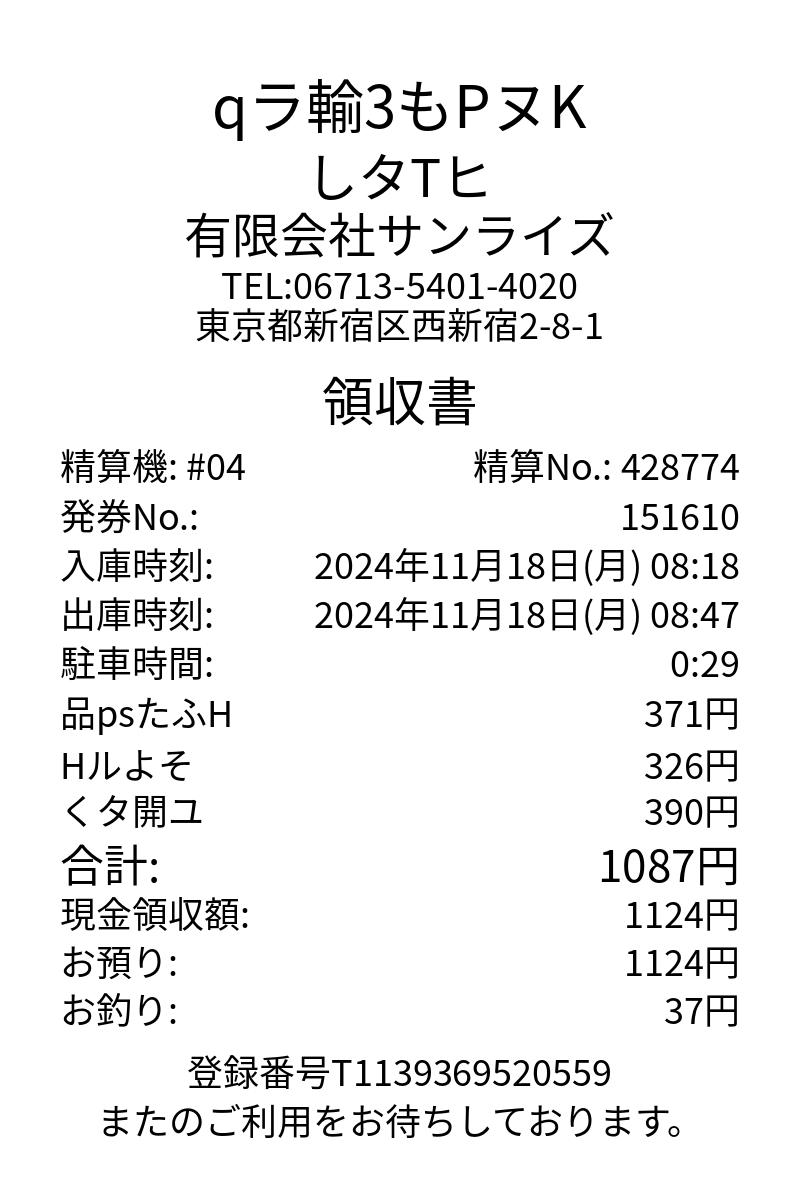 qラ輸3もPヌK
しタTヒ
有限会社サンライズ
TEL:06713-5401-4020
東京都新宿区西新宿2-8-1
領収書
精算機: #04 精算No.: 428774
発券No.: 151610
入庫時刻: 2024年11月18日(月) 08:18
出庫時刻: 2024年11月18日(月) 08:47
駐車時間: 0:29
品psたふH 371円
Hルよそ 326円
くタ開ユ 390円
合計: 1087円
現金領収額: 1124円
お預り: 1124円
お釣り: 37円
登録番号T1139369520559
またのご利用をお待ちしております。